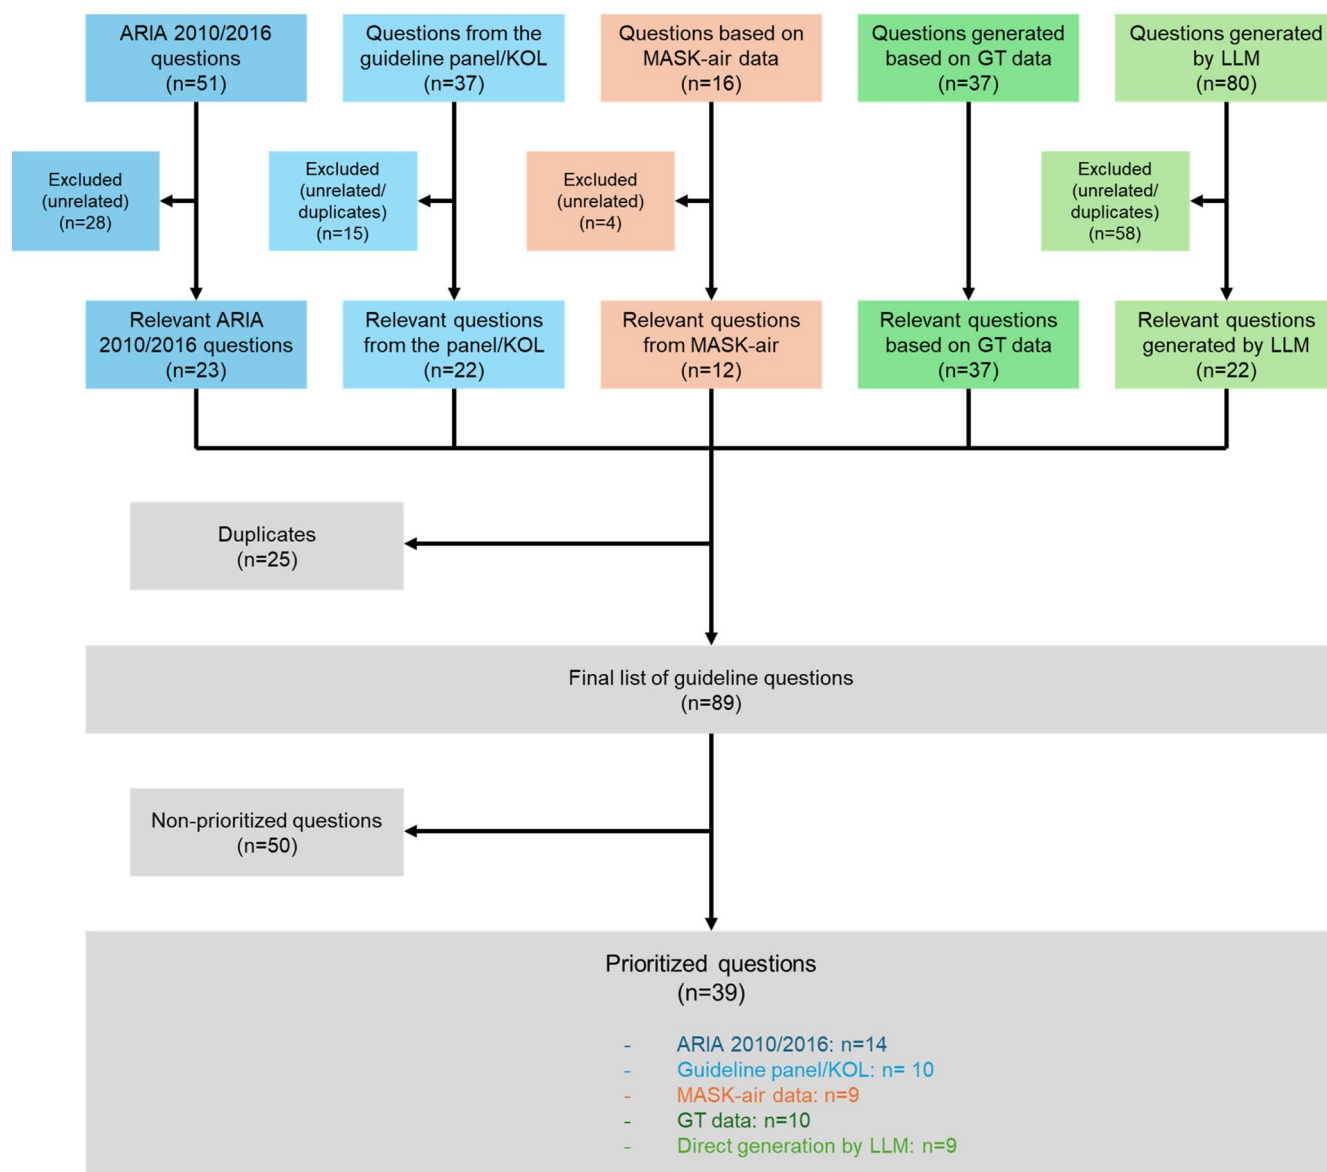 ARIA 2010/2016
questions
(n=51)
Questions from the
guideline panel/KOL
(n=37)
Questions based on
MASK-air data
(n=16)
Questions generated
based on GT data
(n=37)
Questions generated
by LLM
(n=80)
Excluded
(unrelated)
(n=28)
Excluded
(unrelated/
duplicates)
(n=15)
Excluded
(unrelated)
(n=4)
Excluded
(unrelated/
duplicates)
(n=58)
Relevant ARIA
2010/2016 questions
(n=23)
Relevant questions
from the panel/KOL
(n=22)
Relevant questions
from MASK-air
(n=12)
Relevant questions
based on GT data
(n=37)
Relevant questions
generated by LLM
(n=22)
Duplicates
(n=25)
Final list of guideline questions
(n=89)
Non-prioritized questions
(n=50)
Prioritized questions
(n=39)
- ARIA 2010/2016: n=14
- Guideline panel/KOL: n= 10
- MASK-air data: n=9
- GT data: n=10
- Direct generation by LLM: n=9